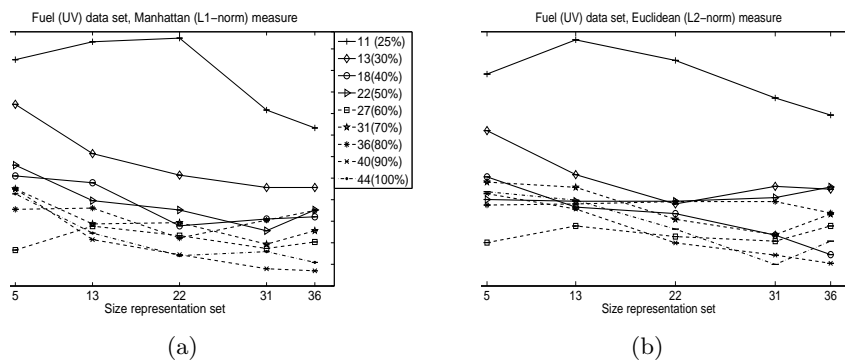 Fuel (UV) data set, Manhattan (L1−norm) measure
11 (25%)
13(30%)
18(40%)
22(50%)
27(60%)
31(70%)
36(80%)
40(90%)
44(100%)
5 13 22 31 36
Size representation set
(a)
Fuel (UV) data set, Euclidean (L2−norm) measure
5 13 22 31 36
Size representation set
(b)